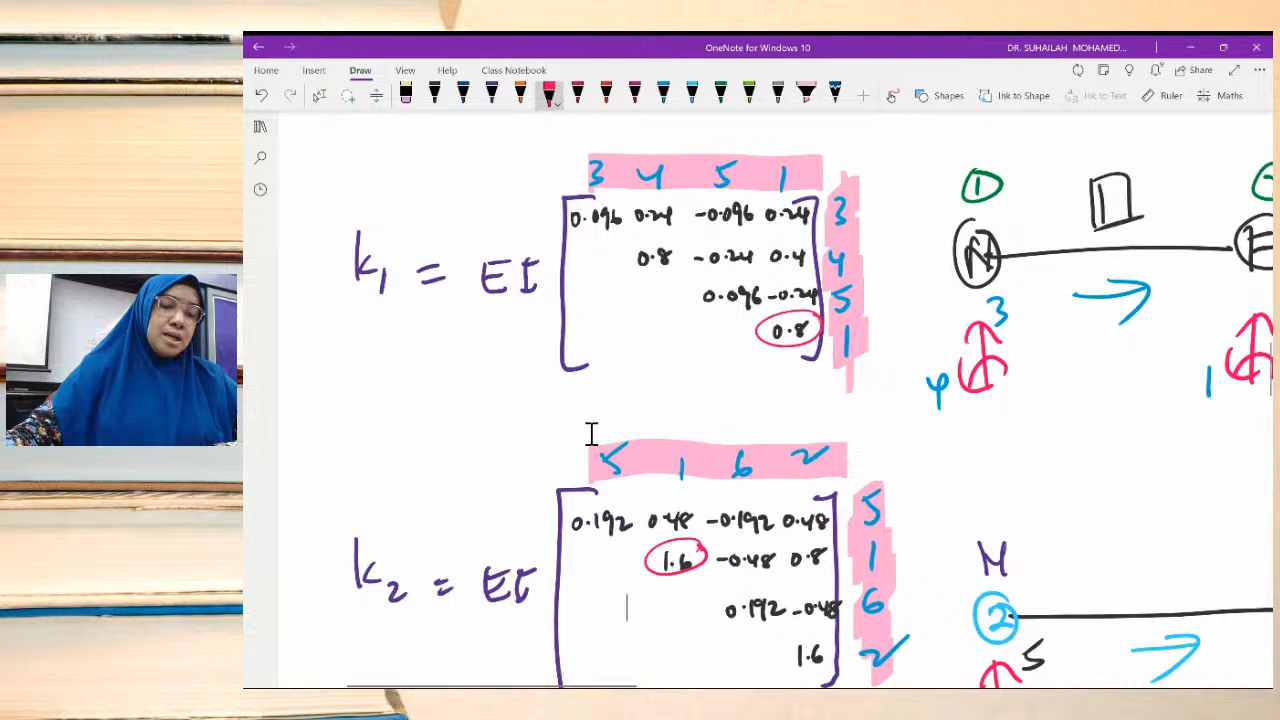 OneNote for Windows 10
DR. SUHAILAH MOHAMED...
Home Insert Draw View Help Class Notebook
Share
Shapes Ink to Shape Ink to Text Ruler Maths
3 4 5 1
k1 = EI
0.096 0.24 -0.096 0.24 3
0.8 -0.24 0.4 4
0.096 -0.24 5
0.8 1
1
N
3
4
1
5 1 6 2
k2 = EI
0.192 0.48 -0.192 0.48 5
1.6 -0.48 0.8 1
0.192 -0.48 6
1.6 2
M
2
5